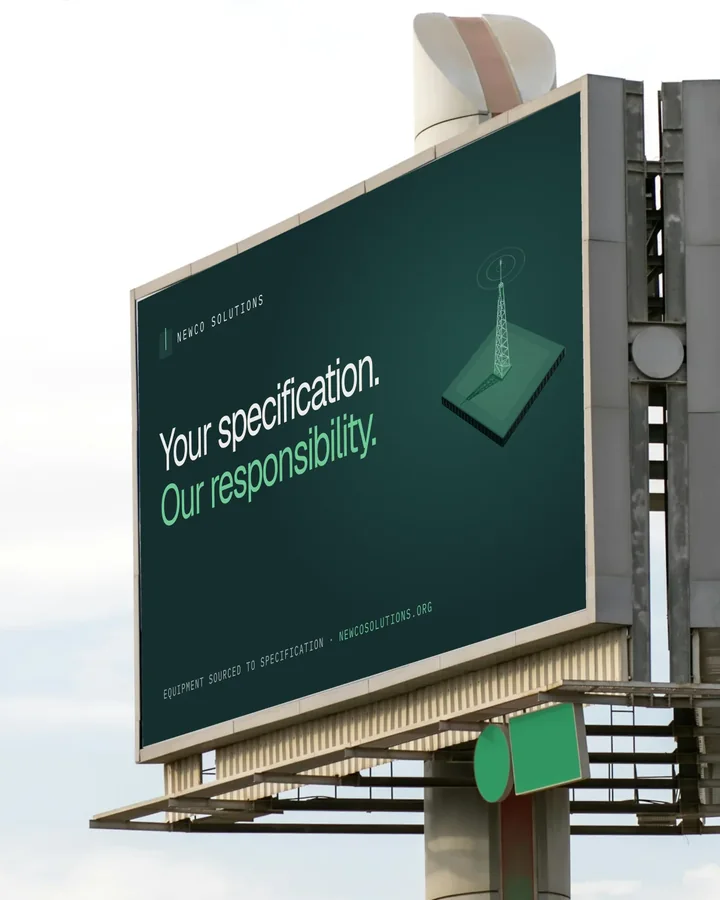 NEWCO SOLUTIONS
Your specification.
Our responsibility.
EQUIPMENT SOURCED TO SPECIFICATION · NEWCOSOLUTIONS.ORG